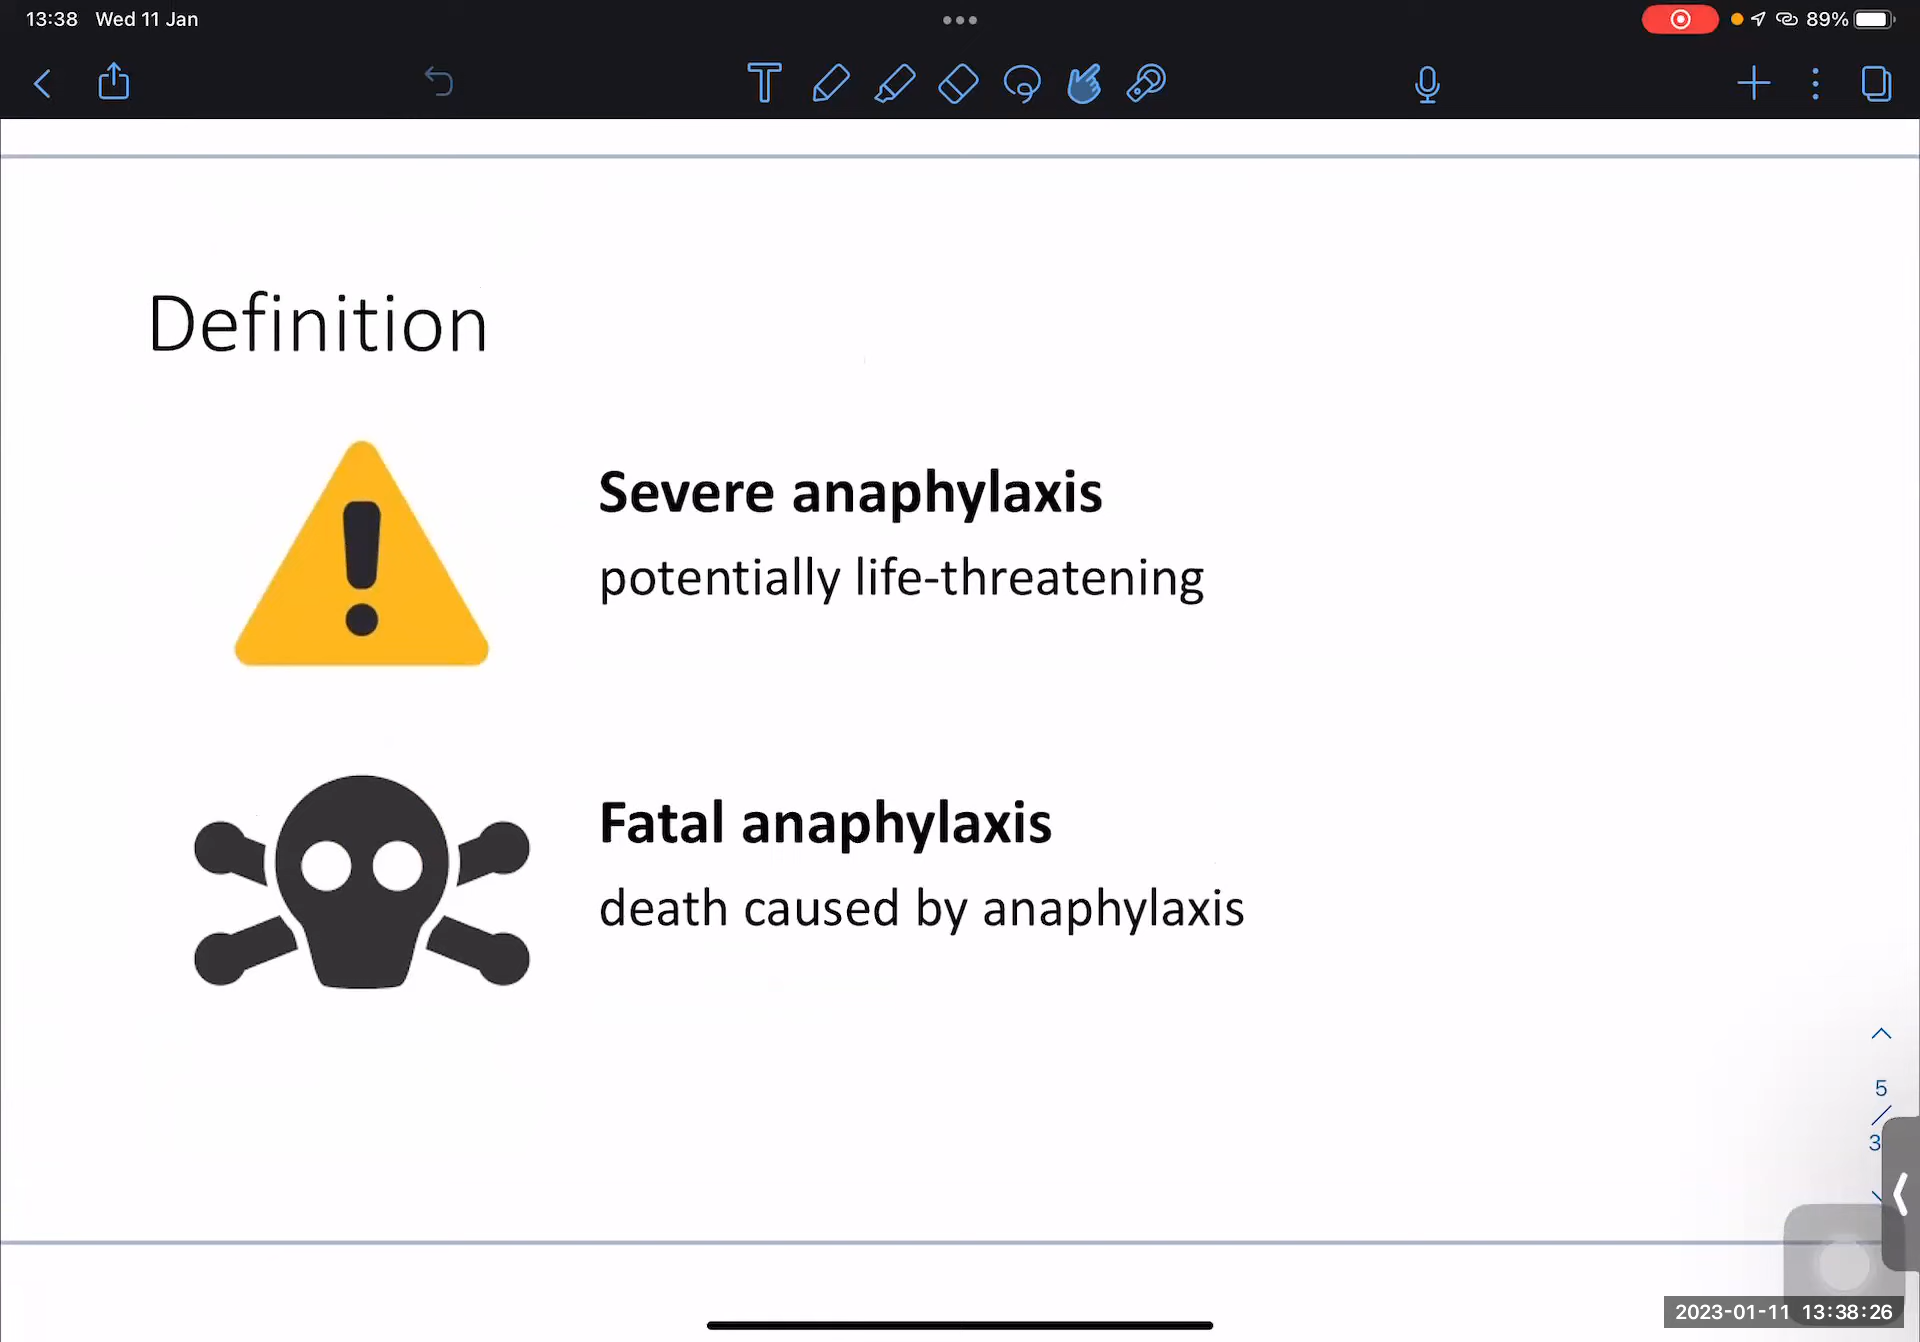 13:38 Wed 11 Jan
89%
Definition
Severe anaphylaxis
potentially life-threatening
Fatal anaphylaxis
death caused by anaphylaxis
5
/
2023-01-11 13:38:26